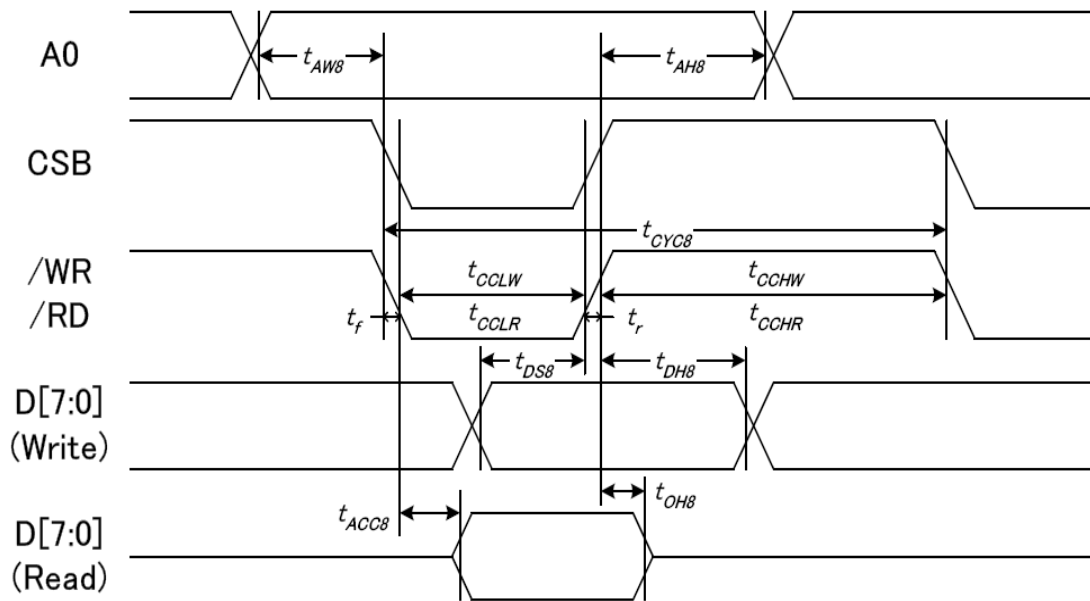 A0
t_AW8
t_AH8
CSB
t_CYC8
/WR
/RD
t_CCLW
t_CCHW
t_f
t_CCLR
t_r
t_CCHR
t_DS8
t_DH8
D[7:0]
(Write)
t_ACC8
t_OH8
D[7:0]
(Read)